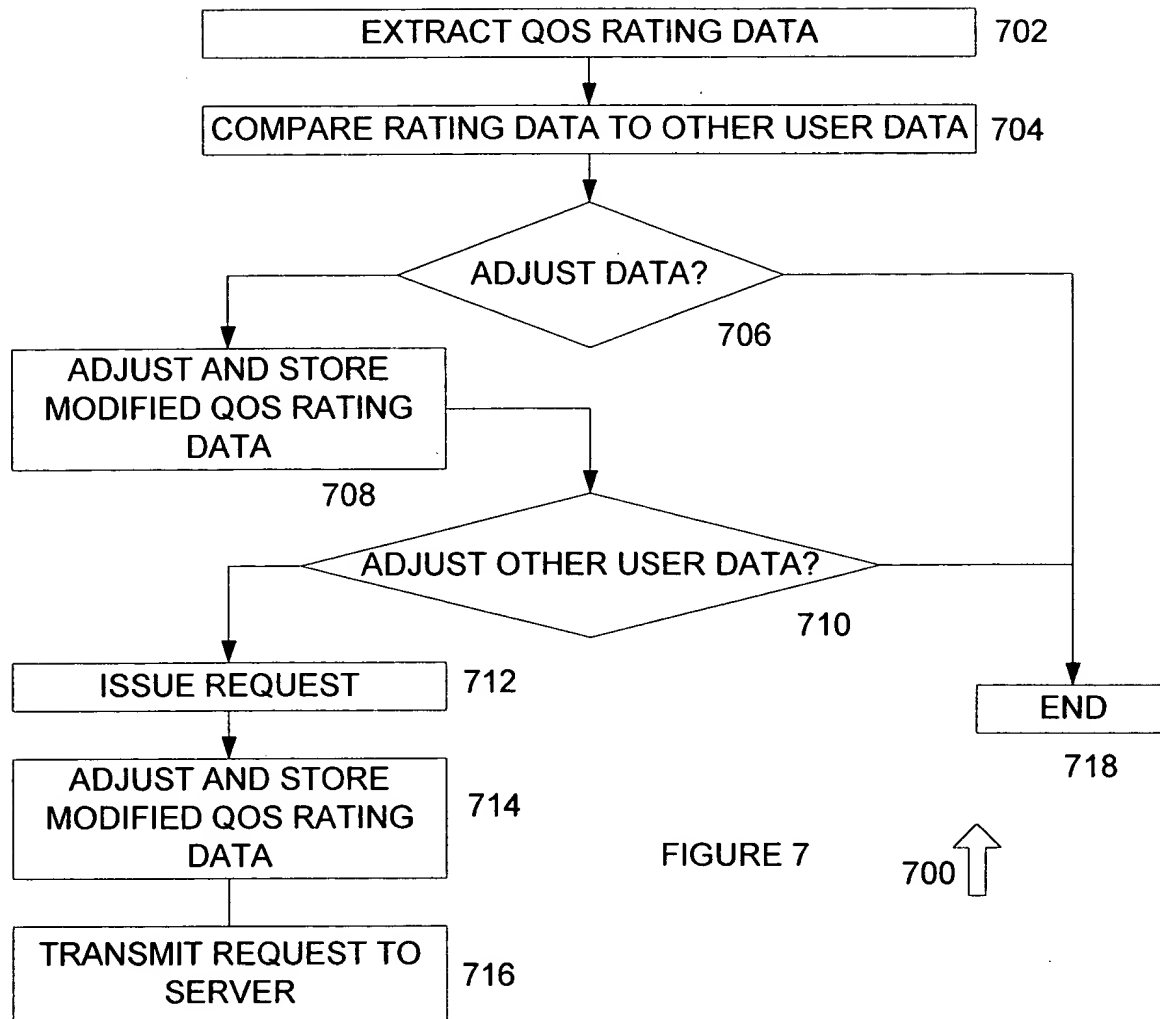 EXTRACT QOS RATING DATA
702
COMPARE RATING DATA TO OTHER USER DATA
704
ADJUST DATA?
706
ADJUST AND STORE
MODIFIED QOS RATING
DATA
708
ADJUST OTHER USER DATA?
710
ISSUE REQUEST
712
END
718
ADJUST AND STORE
MODIFIED QOS RATING
DATA
714
FIGURE 7
700
TRANSMIT REQUEST TO
SERVER
716